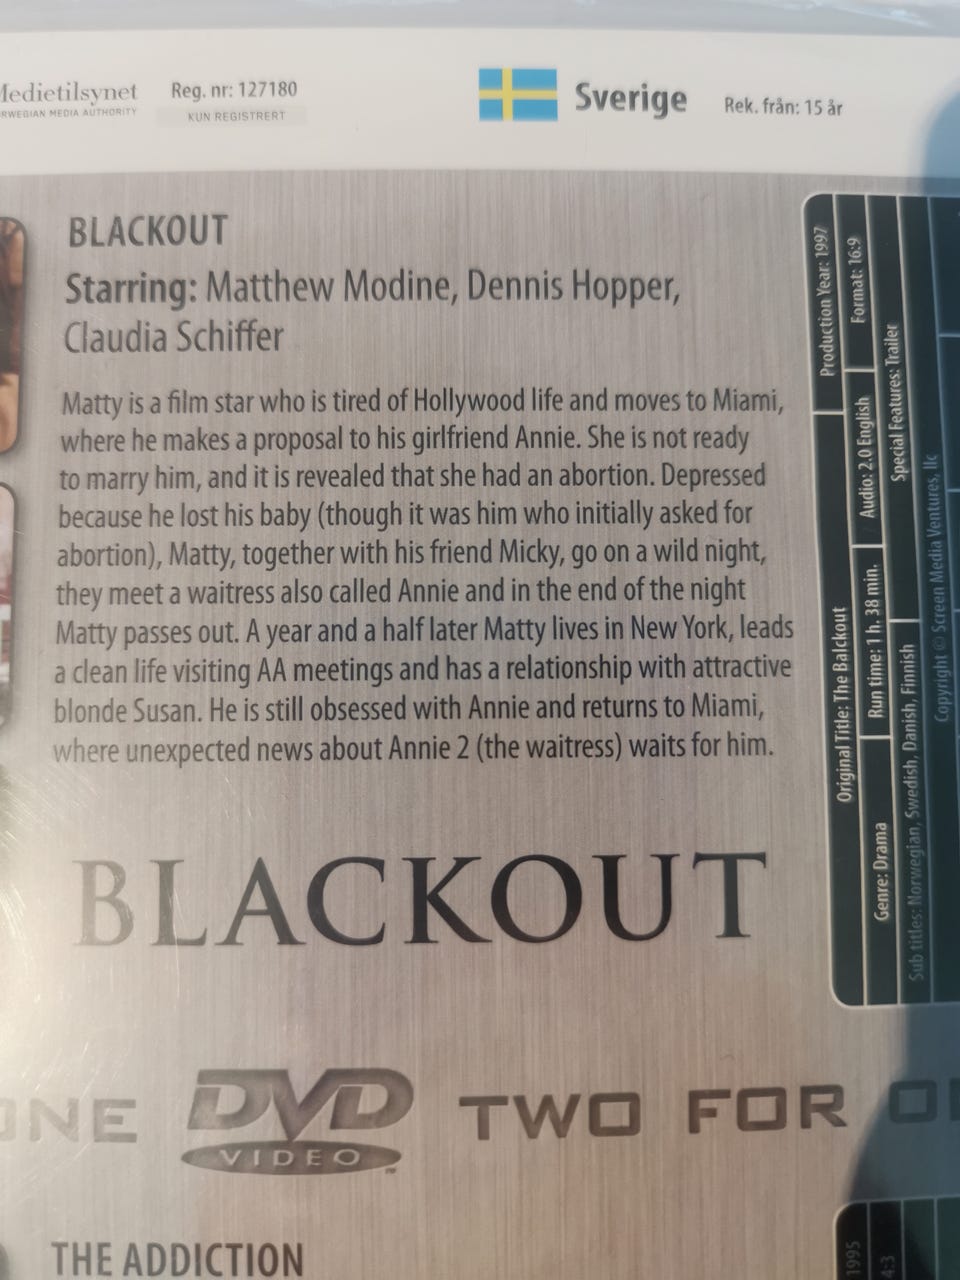 Medietilsynet
NORWEGIAN MEDIA AUTHORITY
Reg. nr: 127180
KUN REGISTRERT
Sverige
Rek. från: 15 år
BLACKOUT
Starring: Matthew Modine, Dennis Hopper,
Claudia Schiffer
Matty is a film star who is tired of Hollywood life and moves to Miami,
where he makes a proposal to his girlfriend Annie. She is not ready
to marry him, and it is revealed that she had an abortion. Depressed
because he lost his baby (though it was him who initially asked for
abortion), Matty, together with his friend Micky, go on a wild night,
they meet a waitress also called Annie and in the end of the night
Matty passes out. A year and a half later Matty lives in New York, leads
a clean life visiting AA meetings and has a relationship with attractive
blonde Susan. He is still obsessed with Annie and returns to Miami,
where unexpected news about Annie 2 (the waitress) waits for him.
BLACKOUT
Original Title: The Balckout
Production Year: 1997
Genre: Drama
Run time: 1 h. 38 min.
Audio: 2.0 English
Format: 16:9
Sub titles: Norwegian, Swedish, Danish, Finnish
Special Features: Trailer
Copyright © Screen Media Ventures, llc
ONE
DVD
VIDEO
TWO FOR O
THE ADDICTION
1995
4:3